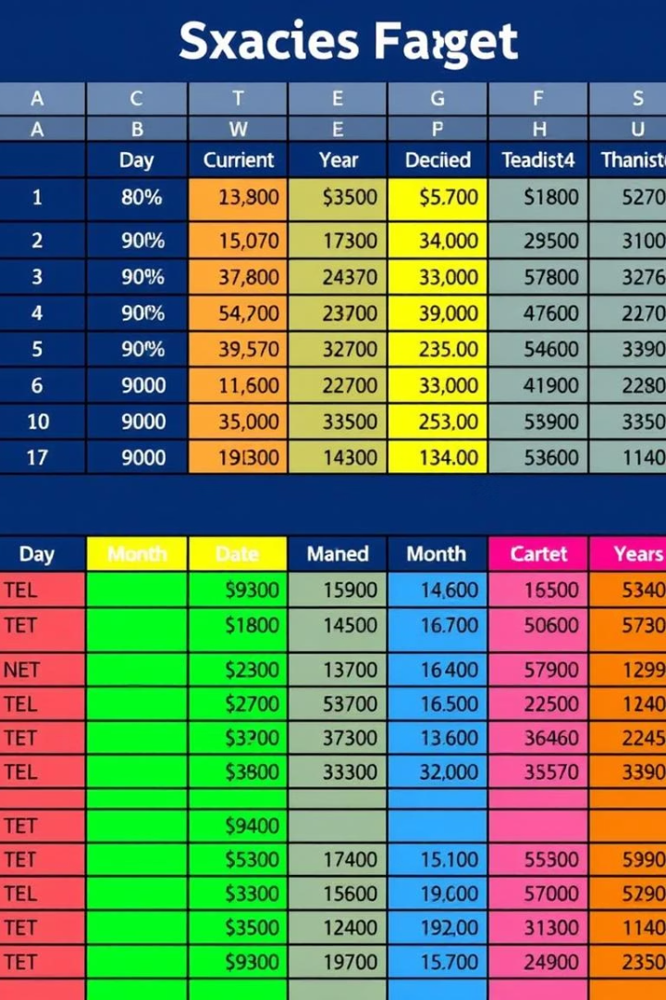 Sxacies Farget
A C T E G F S
A B W E P H U
Day Currient Year Deciied Teadist4 Thanist
1 80% 13,800 $3500 $5.700 $1800 5270
2 90% 15,070 17300 34,000 29500 3100
3 90% 37,800 24370 33,000 57800 3276
4 90% 54,700 23700 39,000 47600 2270
5 90% 39,570 32700 235.00 54600 3390
6 9000 11,600 22700 33,000 41900 2280
10 9000 35,000 33500 253,00 53900 3350
17 9000 14300 134.00 53600 1140
Day Month Date Maned Month Cartet Years
TEL $9300 15900 14,600 16500 5340
TET $1800 14500 16.700 50600 5730
NET $2300 13700 16 400 57900 1299
TEL $2700 53700 16.500 22500 1240
TET 37300 13.600 36460 2245
TEL $3800 33300 32,000 35570 3390
TET $9400
TET $5300 17400 15,100 55300 5990
TEL $3300 15600 19,600 57000 5290
TET $3500 12400 192,00 31300 1140
TET $9300 19700 15.700 24900 2350